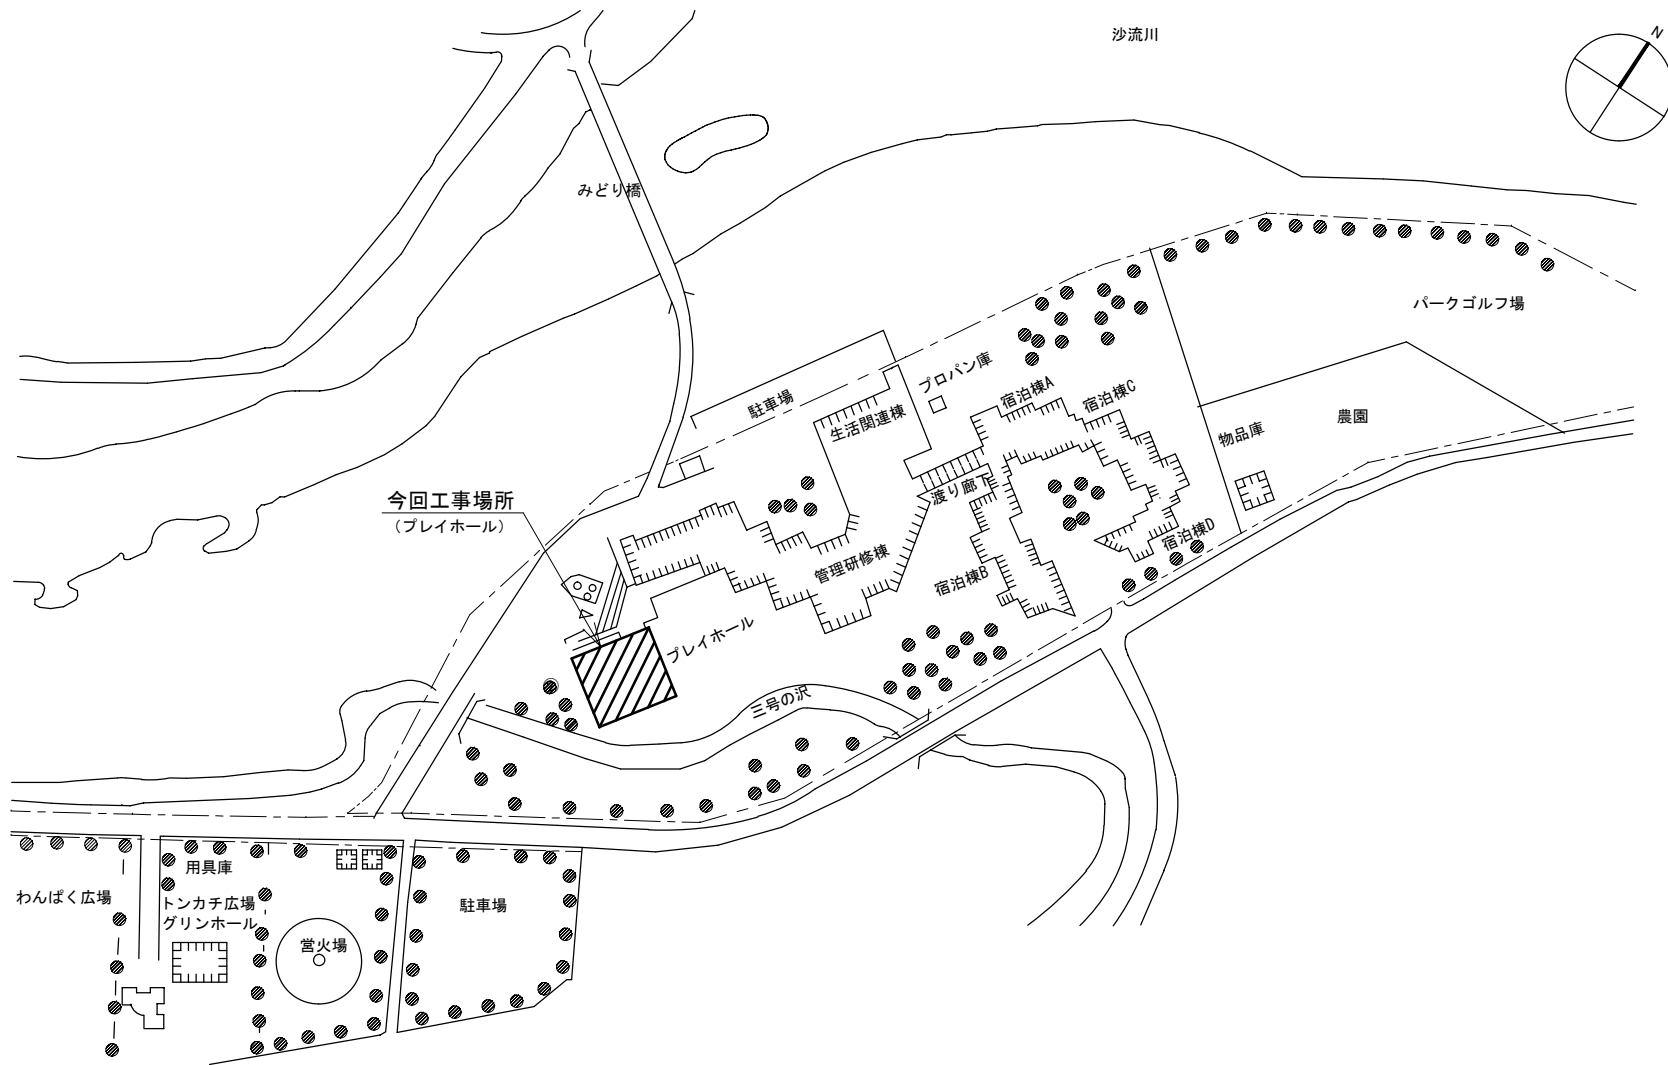 沙流川
N
みどり橋
パークゴルフ場
プロパン庫
駐車場
宿泊棟A
宿泊棟C
生活関連棟
農園
物品庫
渡り廊下
今回工事場所
（プレイホール）
宿泊棟D
管理研修棟
宿泊棟B
プレイホール
三号の沢
用具庫
わんぱく広場
トンカチ広場
グリンホール
駐車場
営火場